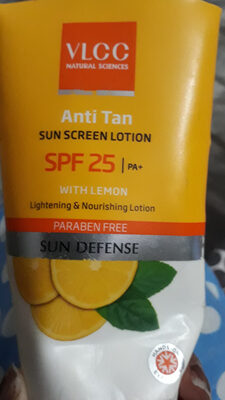 VLCC
NATURAL SCIENCES
Anti Tan
SUN SCREEN LOTION
SPF 25 | PA+
WITH LEMON
Lightening & Nourishing Lotion
PARABEN FREE
SUN DEFENSE